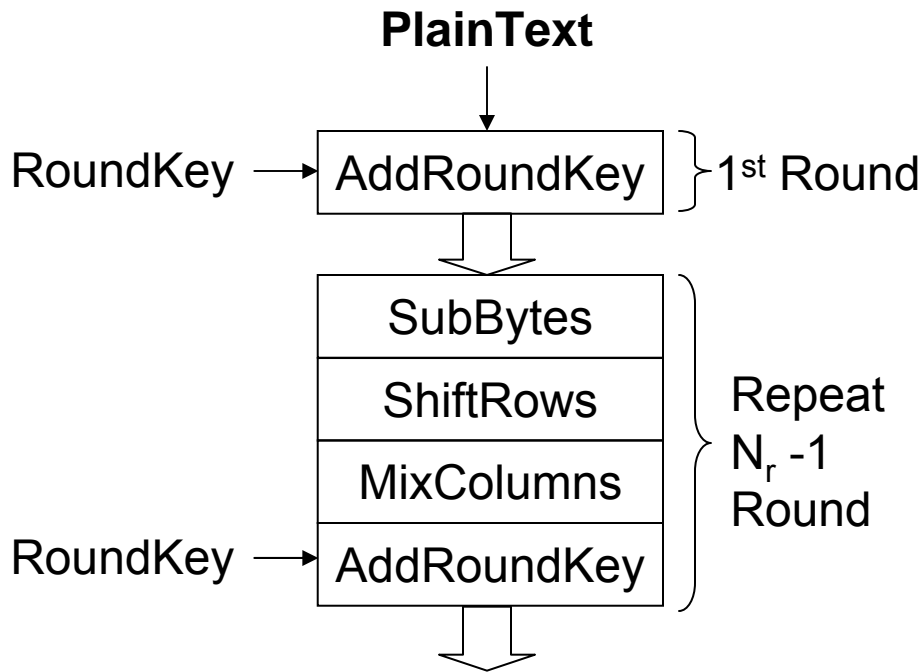 PlainText
RoundKey
AddRoundKey
1st Round
SubBytes
ShiftRows
MixColumns
Repeat
Nr -1
Round
RoundKey
AddRoundKey